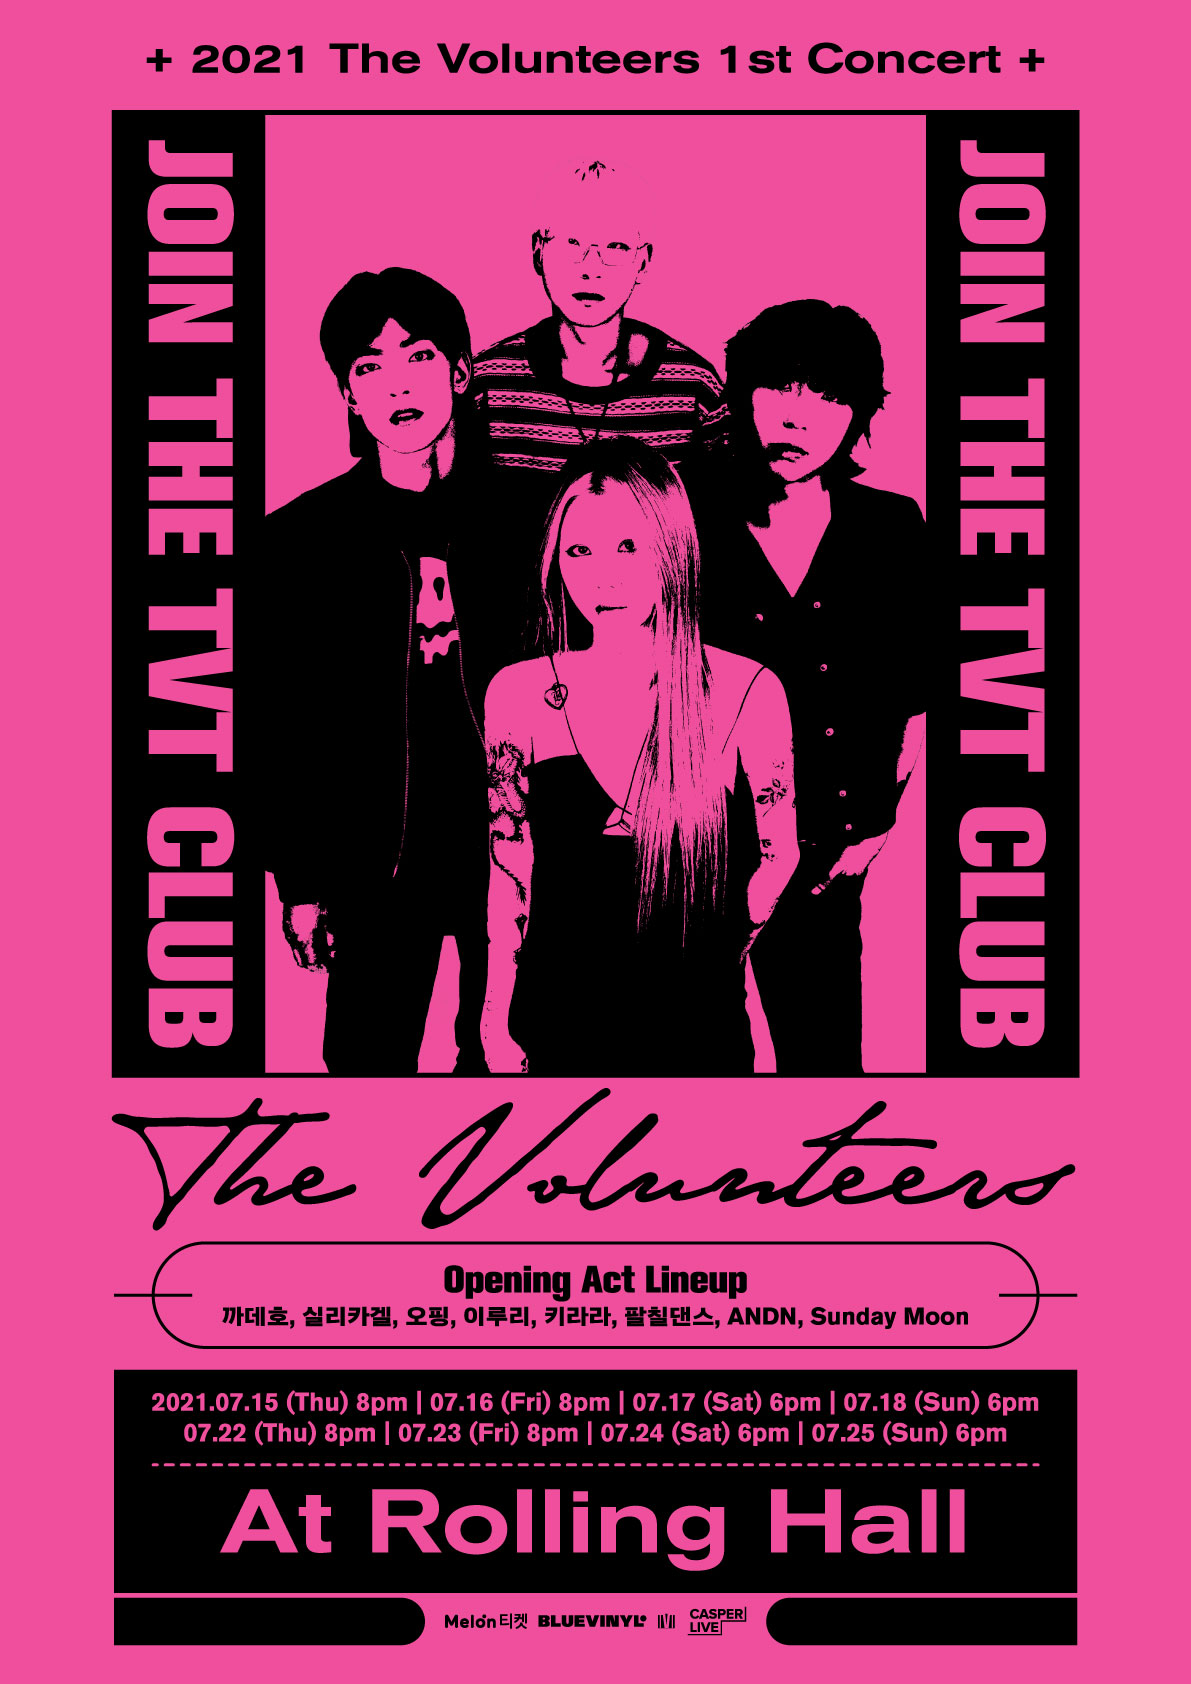 + 2021 The Volunteers 1st Concert +
JOIN THE TVT CLUB
JOIN THE TVT CLUB
The Volunteers
Opening Act Lineup
까데호, 실리카겔, 오핑, 이루리, 키라라, 팔칠댄스, ANDN, Sunday Moon
2021.07.15 (Thu) 8pm | 07.16 (Fri) 8pm | 07.17 (Sat) 6pm | 07.18 (Sun) 6pm
07.22 (Thu) 8pm | 07.23 (Fri) 8pm | 07.24 (Sat) 6pm | 07.25 (Sun) 6pm
At Rolling Hall
Melon티켓 BLUEVINYL CASPER LIVE